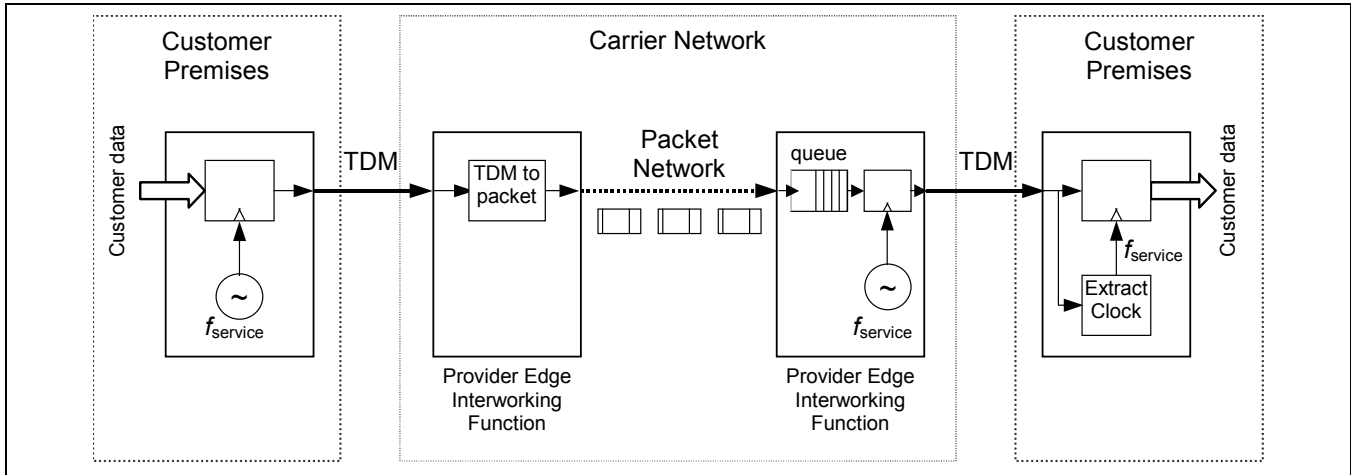 Customer
Premises
Carrier Network
Customer
Premises
Customer data
TDM
TDM to
packet
Packet
Network
queue
TDM
Customer data
~
fservice
~
fservice
fservice
Extract
Clock
Provider Edge
Interworking
Function
Provider Edge
Interworking
Function